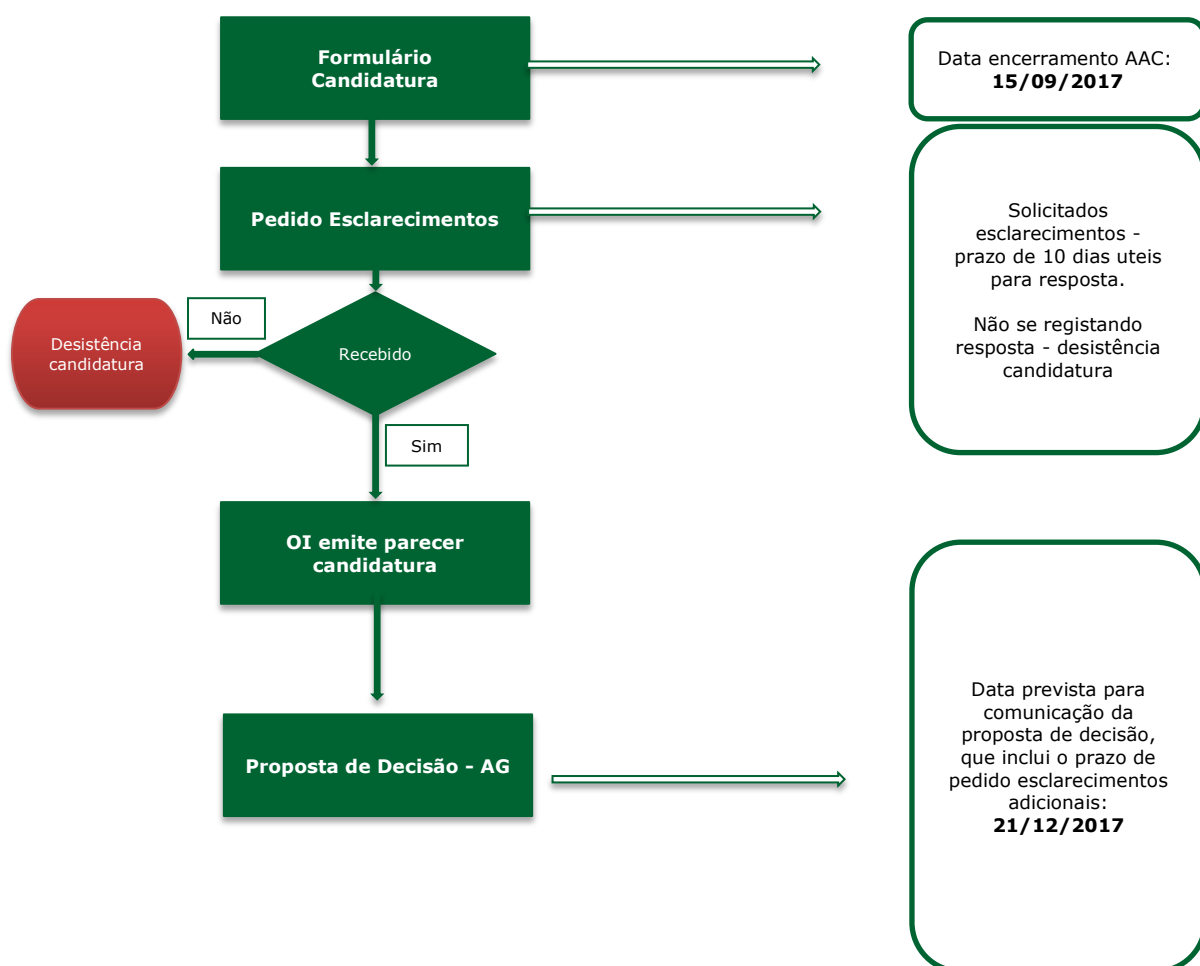 Formulário
Candidatura
Data encerramento AAC:
15/09/2017
Pedido Esclarecimentos
Solicitados
esclarecimentos -
prazo de 10 dias uteis
para resposta.
Não se registando
resposta - desistência
candidatura
Não
Desistência
candidatura
Recebido
Sim
OI emite parecer
candidatura
Proposta de Decisão - AG
Data prevista para
comunicação da
proposta de decisão,
que inclui o prazo de
pedido esclarecimentos
adicionais:
21/12/2017